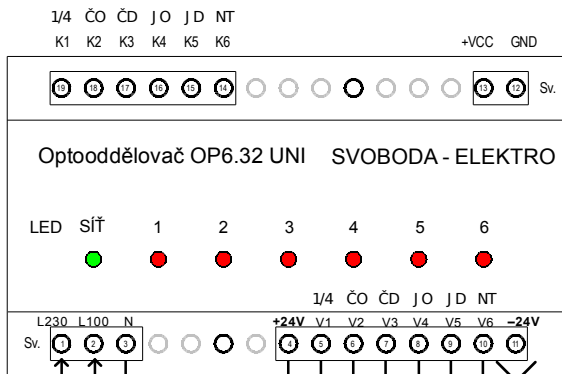 1/4 ČO ČD JO JD NT
K1 K2 K3 K4 K5 K6 +VCC GND
19 18 17 16 15 14 13 12 Sv.
Optooddělovač OP6.32 UNI SVOBODA - ELEKTRO
LED SÍŤ 1 2 3 4 5 6
1/4 ČO ČD JO JD NT
L230 L100 N +24V V1 V2 V3 V4 V5 V6 –24V
Sv. 1 2 3 4 5 6 7 8 9 10 11